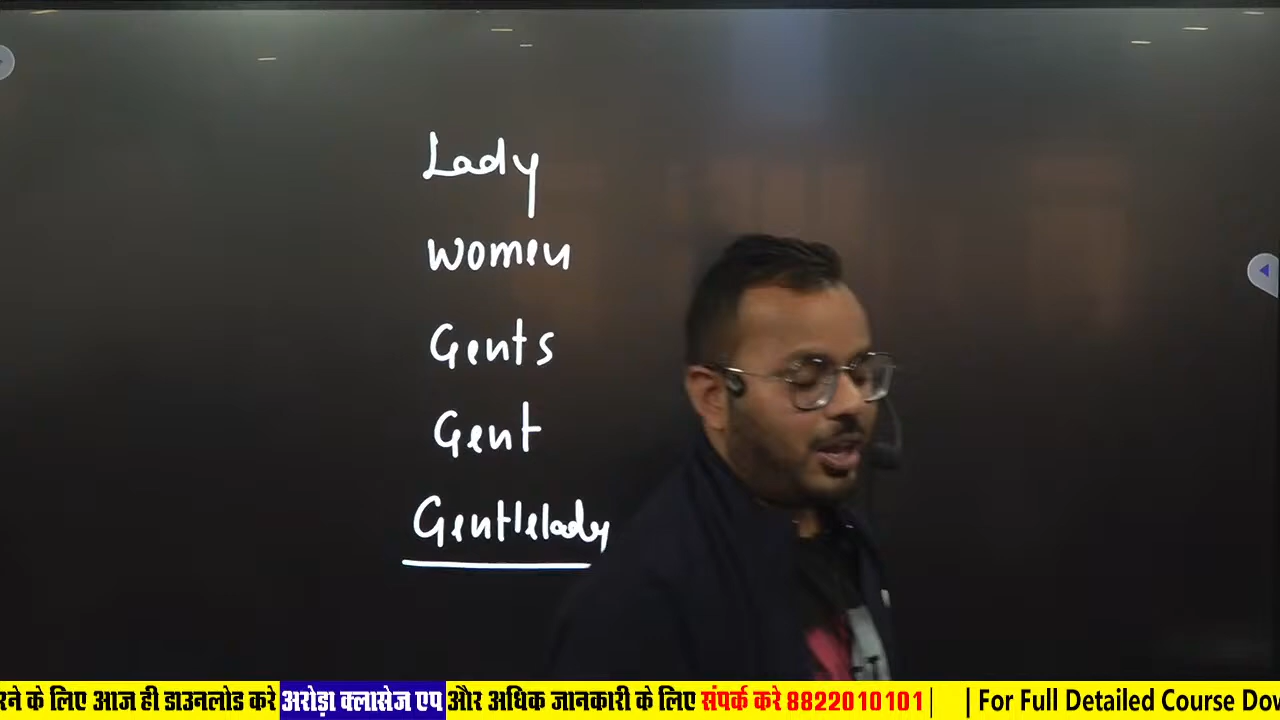 Lady
women
Gents
Gent
Gentlelady
रने के लिए आज ही डाउनलोड करे अरोड़ा क्लासेज एप और अधिक जानकारी के लिए संपर्क करे 8822010101 | | For Full Detailed Course Dow